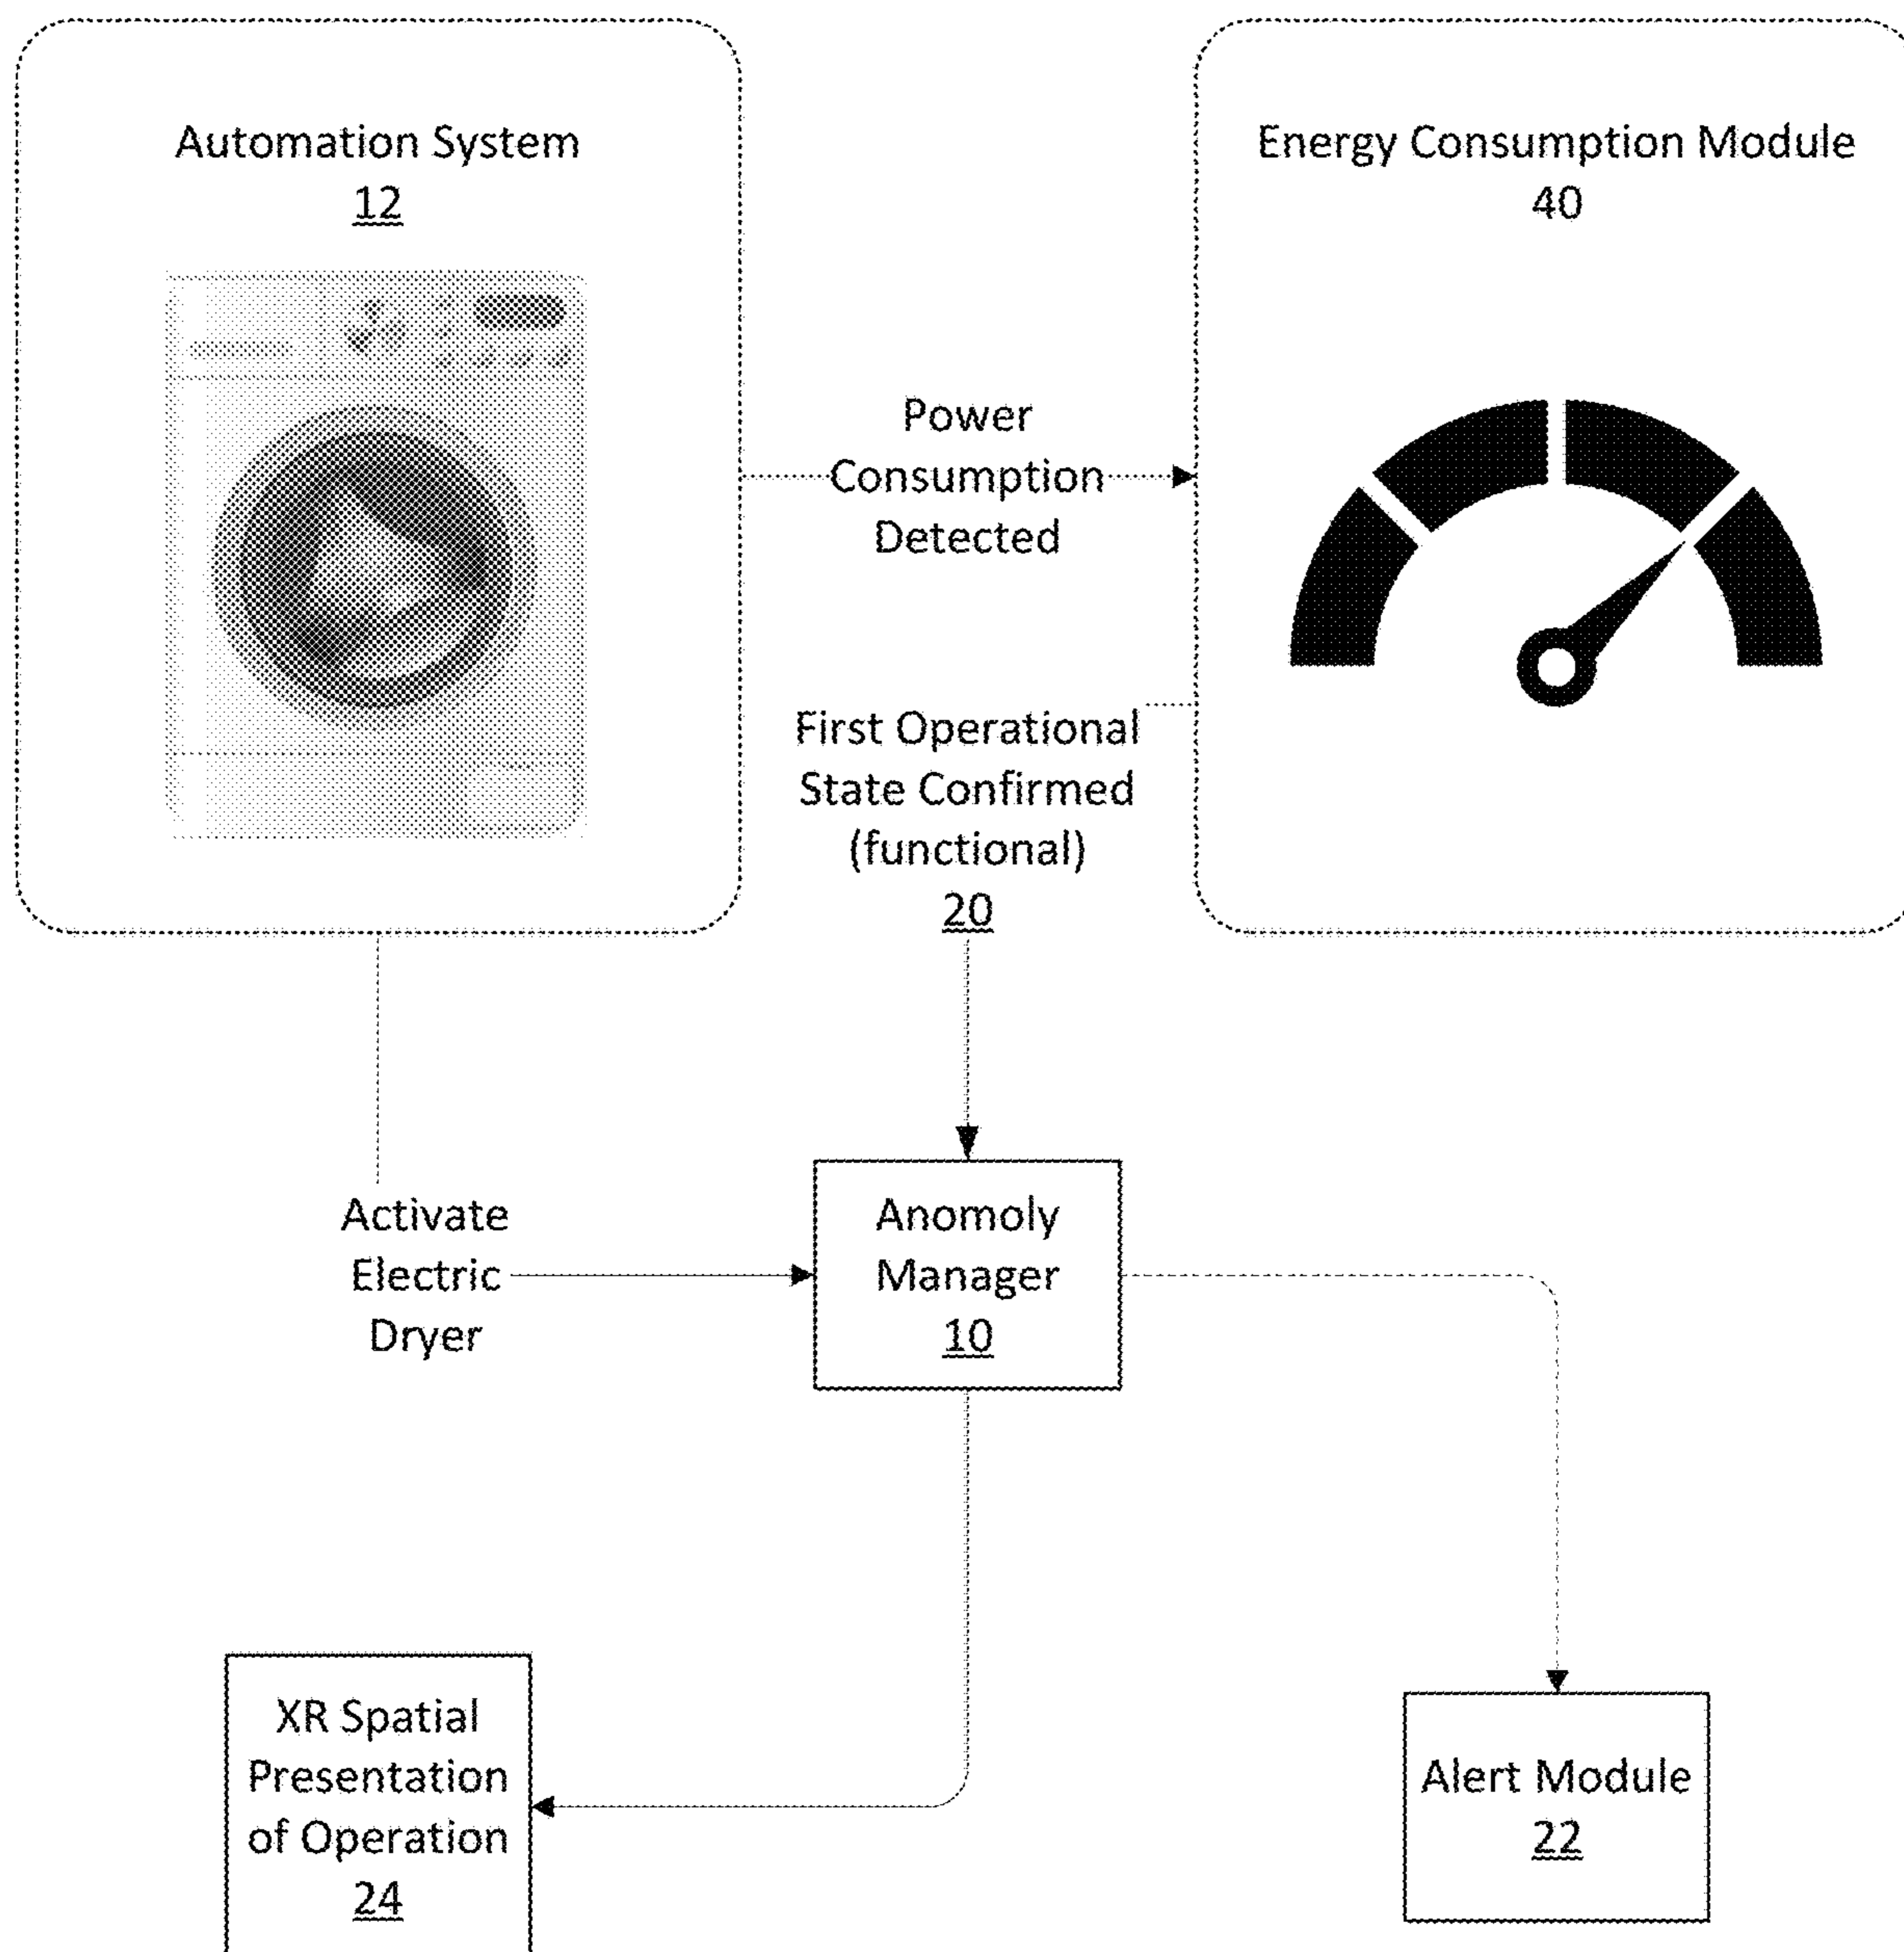 Automation System
12
Energy Consumption Module
40
Power
Consumption
Detected
First Operational
State Confirmed
(functional)
20
Activate
Electric
Dryer
Anomoly
Manager
10
XR Spatial
Presentation
of Operation
24
Alert Module
22